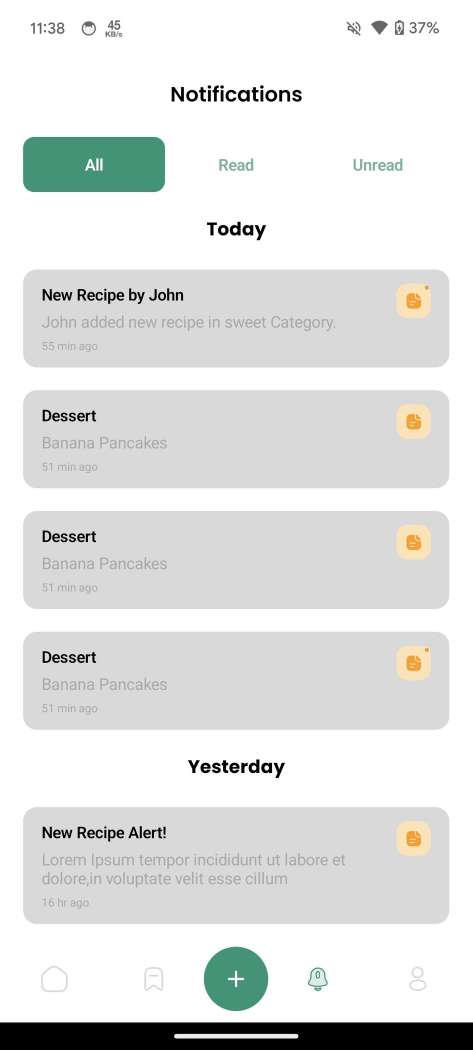 11:38 45 KB/s 37%
Notifications
All Read Unread
Today
New Recipe by John
John added new recipe in sweet Category.
55 min ago
Dessert
Banana Pancakes
51 min ago
Dessert
Banana Pancakes
51 min ago
Dessert
Banana Pancakes
51 min ago
Yesterday
New Recipe Alert!
Lorem Ipsum tempor incididunt ut labore et
dolore,in voluptate velit esse cillum
16 hr ago
0